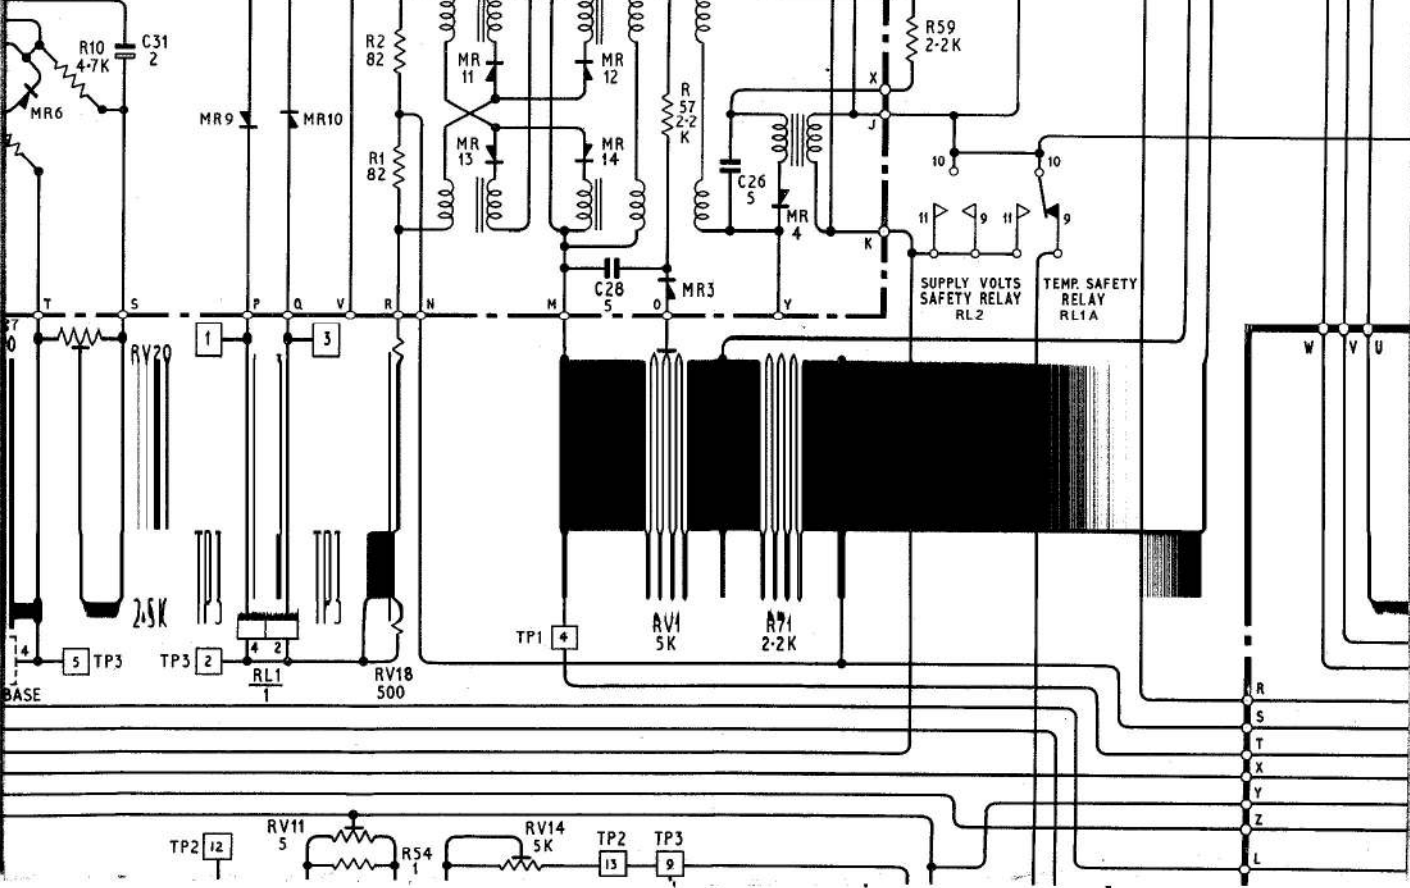 R10
4·7K
C31
2
MR6
R2
82
MR
11
MR
12
R59
2·2K
X
MR9
MR10
R
57
2·2
K
J
R1
82
MR
13
MR
14
10
10
C26
5
MR
4
11
9
11
9
K
C28
5
MR3
SUPPLY VOLTS
SAFETY RELAY
RL2
TEMP. SAFETY
RELAY
RL1A
T
S
P
Q
V
R
N
M
O
Y
1
3
RV20
W
V
U
2·5K
TP1
4
RV1
5K
R71
2·2K
4
5
TP3
TP3
2
4
2
RL1
1
RV18
500
BASE
R
S
T
X
Y
Z
L
TP2
12
RV11
5
R54
1
RV14
5K
TP2
13
TP3
9